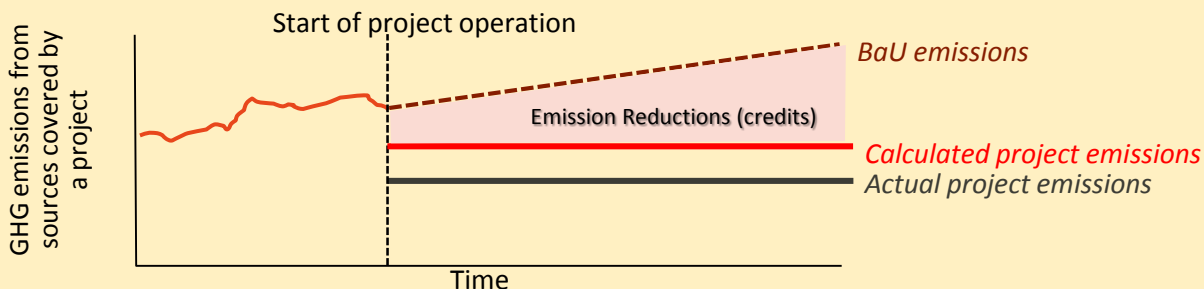 Start of project operation
GHG emissions from
sources covered by
a project
BaU emissions
Emission Reductions (credits)
Calculated project emissions
Actual project emissions
Time